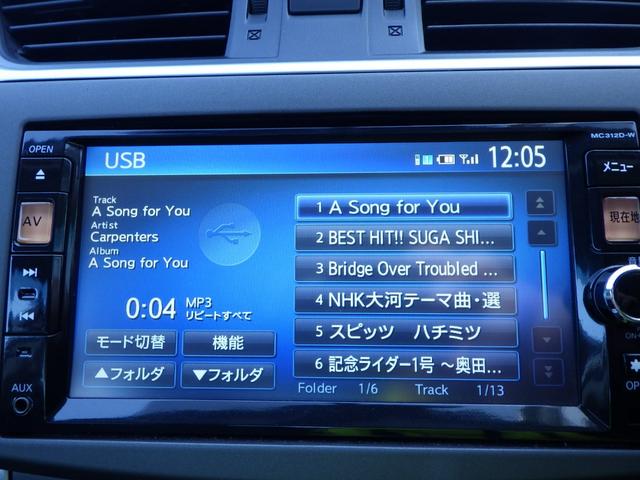 MC312D-W
OPEN
AV
AUX
USB
12:05
Track
A Song for You
Artist
Carpenters
Album
A Song for You
0:04 MP3
リピートすべて
モード切替
機能
▲フォルダ
▼フォルダ
1 A Song for You
2 BEST HIT!! SUGA SHI...
3 Bridge Over Troubled ...
4 NHK大河テーマ曲・選
5 スピッツ ハチミツ
6 記念ライダー1号 ～奥田...
Folder 1/6 Track 1/13
メニュー
現在地